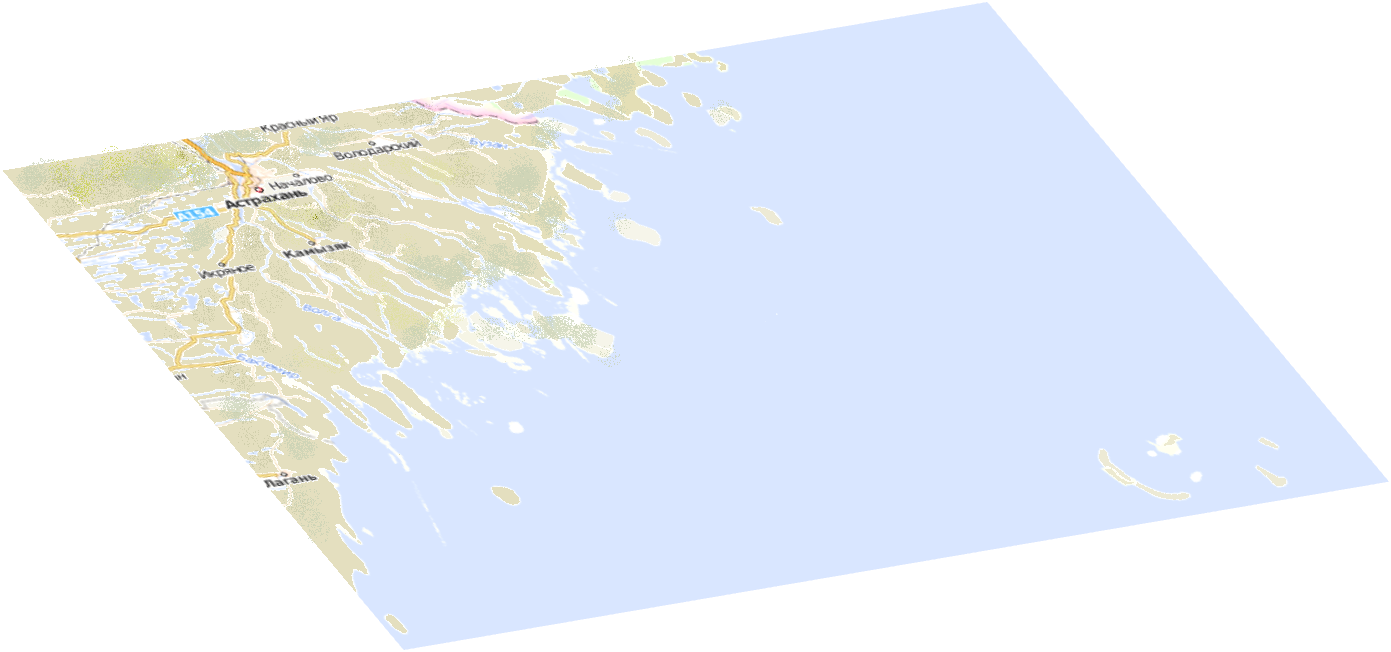 Красный Яр
Володарский
Бузан
Началово
Астрахань
А154
Камызяк
Икряное
Волга
Бахтемир
Лагань